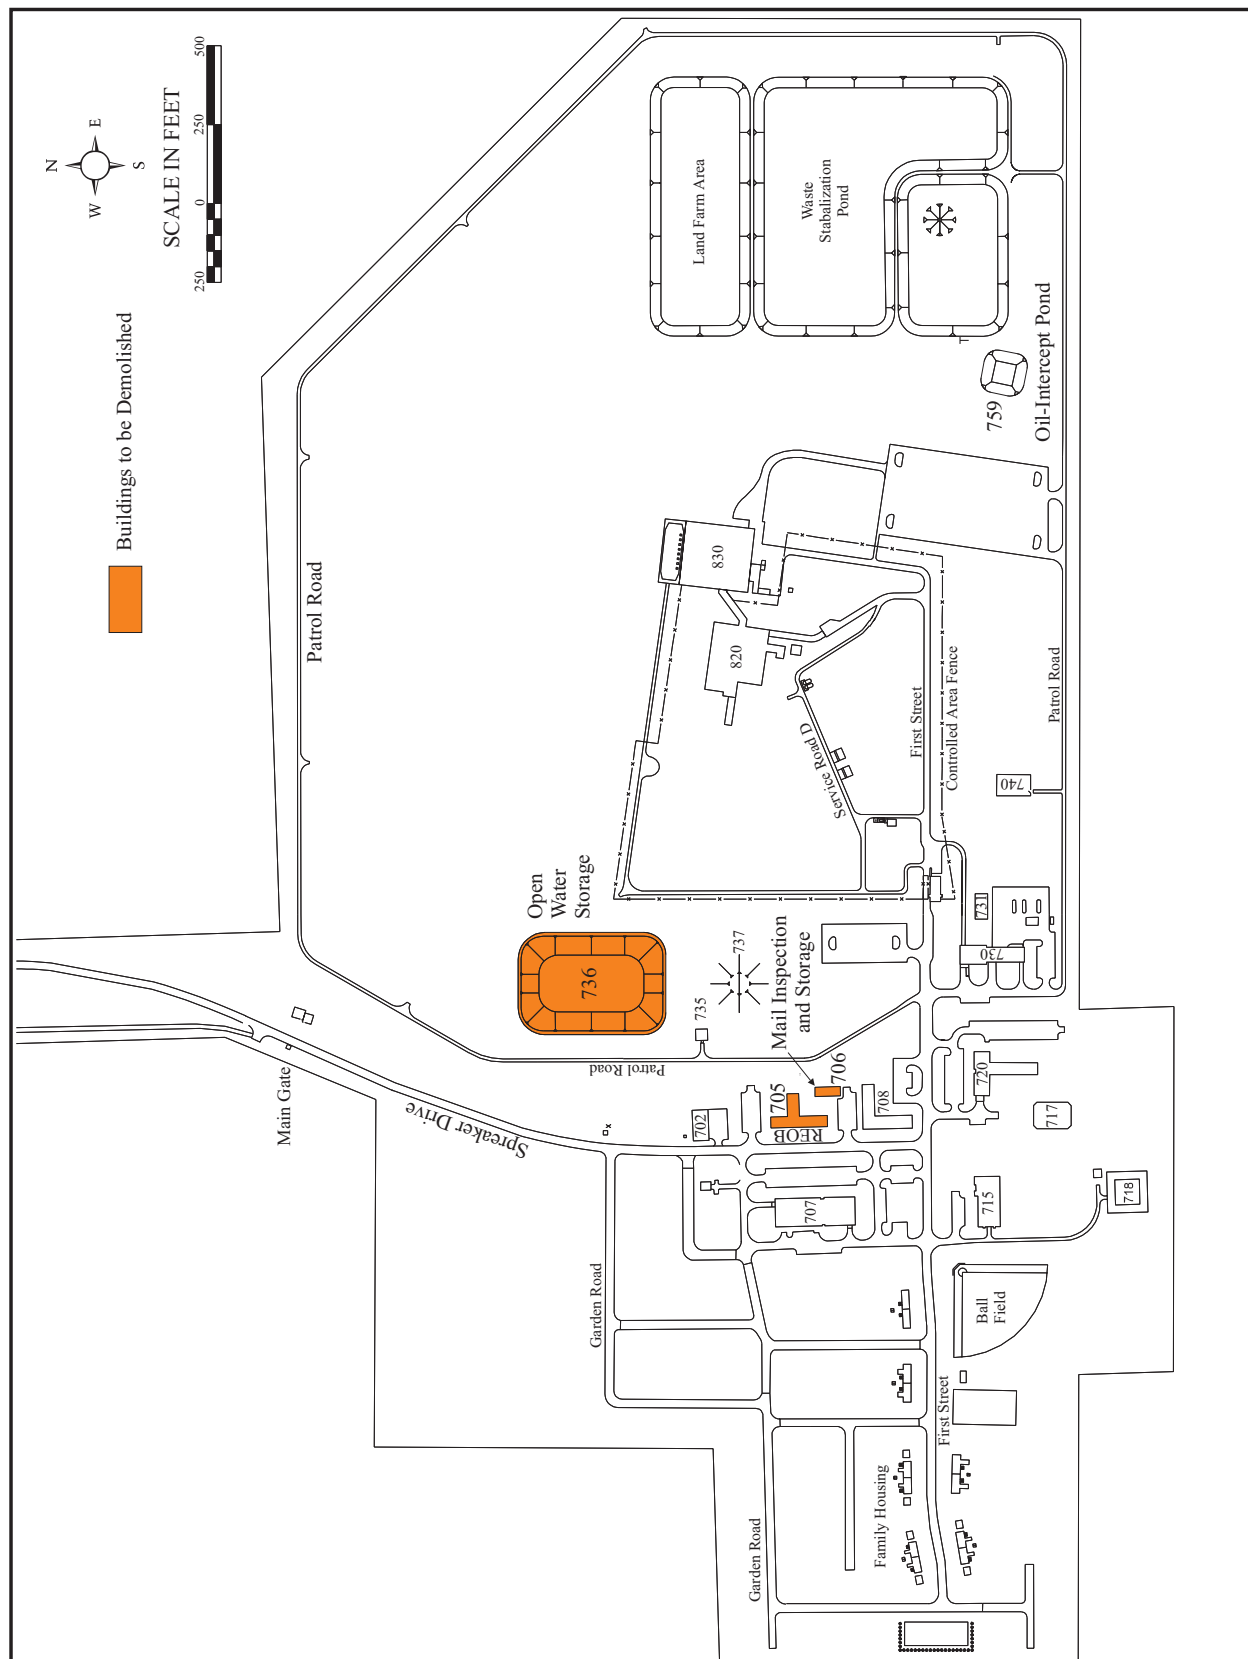 N
E
S
W
SCALE IN FEET
250
0
250
500
Buildings to be Demolished
Patrol Road
Land Farm Area
Waste
Stabalization
Pond
Oil-Intercept Pond
759
T
830
820
Service Road D
First Street
Controlled Area Fence
Patrol Road
740
Open
Water
Storage
736
737
735
Mail Inspection
and Storage
731
730
Patrol Road
Main Gate
Spreaker Drive
702
705
REOB
706
708
720
717
707
715
718
Garden Road
Ball
Field
First Street
Family Housing
Garden Road